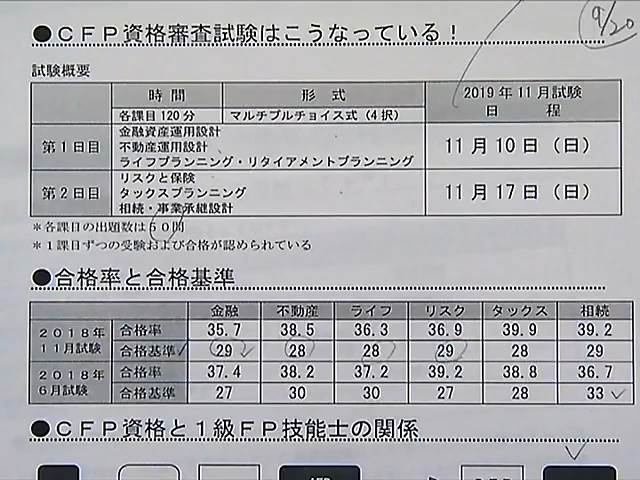 ●ＣＦＰ資格審査試験はこうなっている！
9/20
試験概要
時間 形式 2019年11月試験
日程
各課目120分 マルチプルチョイス式（4択）
第1日目 金融資産運用設計 11月10日（日）
不動産運用設計
ライフプランニング・リタイアメントプランニング
第2日目 リスクと保険 11月17日（日）
タックスプランニング
相続・事業承継設計
＊各課目の出題数は５０問
＊１課目ずつの受験および合格が認められている
●合格率と合格基準
金融 不動産 ライフ リスク タックス 相続
２０１８年 合格率 35.7 38.5 36.3 36.9 39.9 39.2
１１月試験 合格基準 29 28 28 29 28 29
２０１８年 合格率 37.4 38.2 37.2 39.2 38.8 36.7
６月試験 合格基準 27 30 30 27 28 33
●ＣＦＰ資格と１級ＦＰ技能士の関係